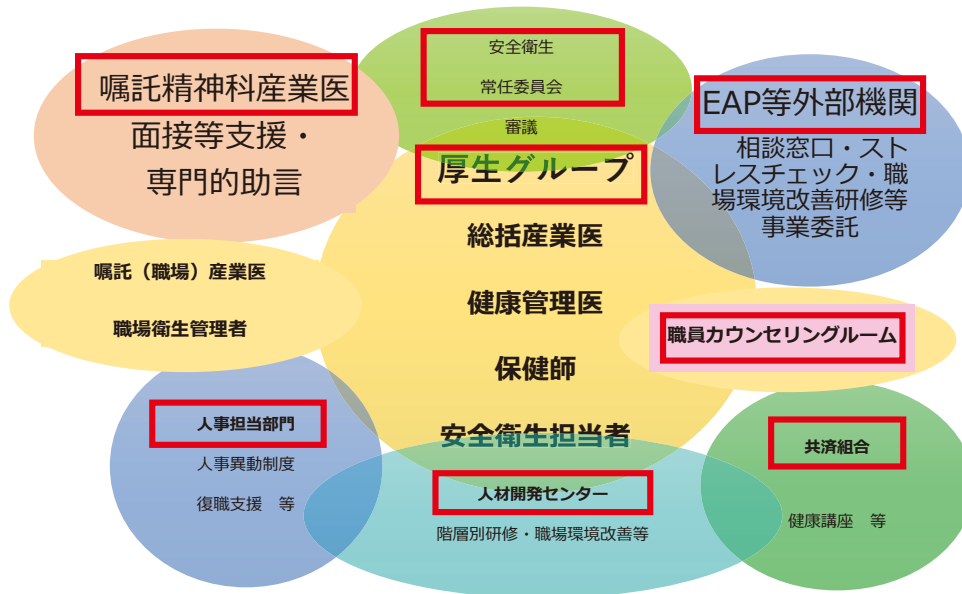 安全衛生
常任委員会
審議
嘱託精神科産業医
面接等支援・
専門的助言
EAP等外部機関
相談窓口・スト
レスチェック・職
場環境改善研修等
事業委託
厚生グループ
総括産業医
健康管理医
保健師
安全衛生担当者
嘱託（職場）産業医
職場衛生管理者
職員カウンセリングルーム
人事担当部門
人事異動制度
復職支援　等
人材開発センター
階層別研修・職場環境改善等
共済組合
健康講座　等